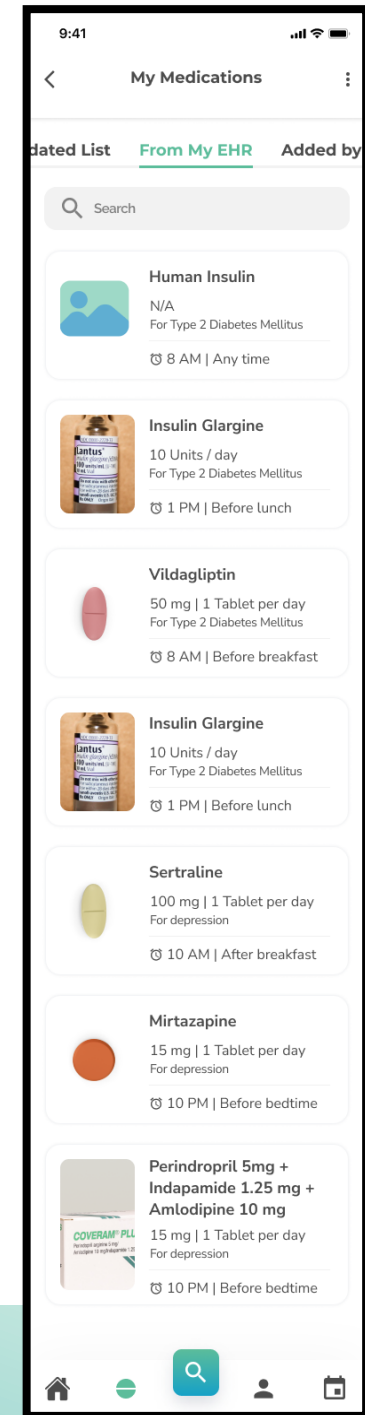 9:41
My Medications
dated List From My EHR Added by
Search
Human Insulin
N/A
For Type 2 Diabetes Mellitus
8 AM | Any time
Insulin Glargine
Lantus®
10 Units / day
For Type 2 Diabetes Mellitus
1 PM | Before lunch
Vildagliptin
50 mg | 1 Tablet per day
For Type 2 Diabetes Mellitus
8 AM | Before breakfast
Insulin Glargine
Lantus®
10 Units / day
For Type 2 Diabetes Mellitus
1 PM | Before lunch
Sertraline
100 mg | 1 Tablet per day
For depression
10 AM | After breakfast
Mirtazapine
15 mg | 1 Tablet per day
For depression
10 PM | Before bedtime
Perindropril 5mg +
Indapamide 1.25 mg +
Amlodipine 10 mg
COVERAM® PLU
15 mg | 1 Tablet per day
For depression
10 PM | Before bedtime